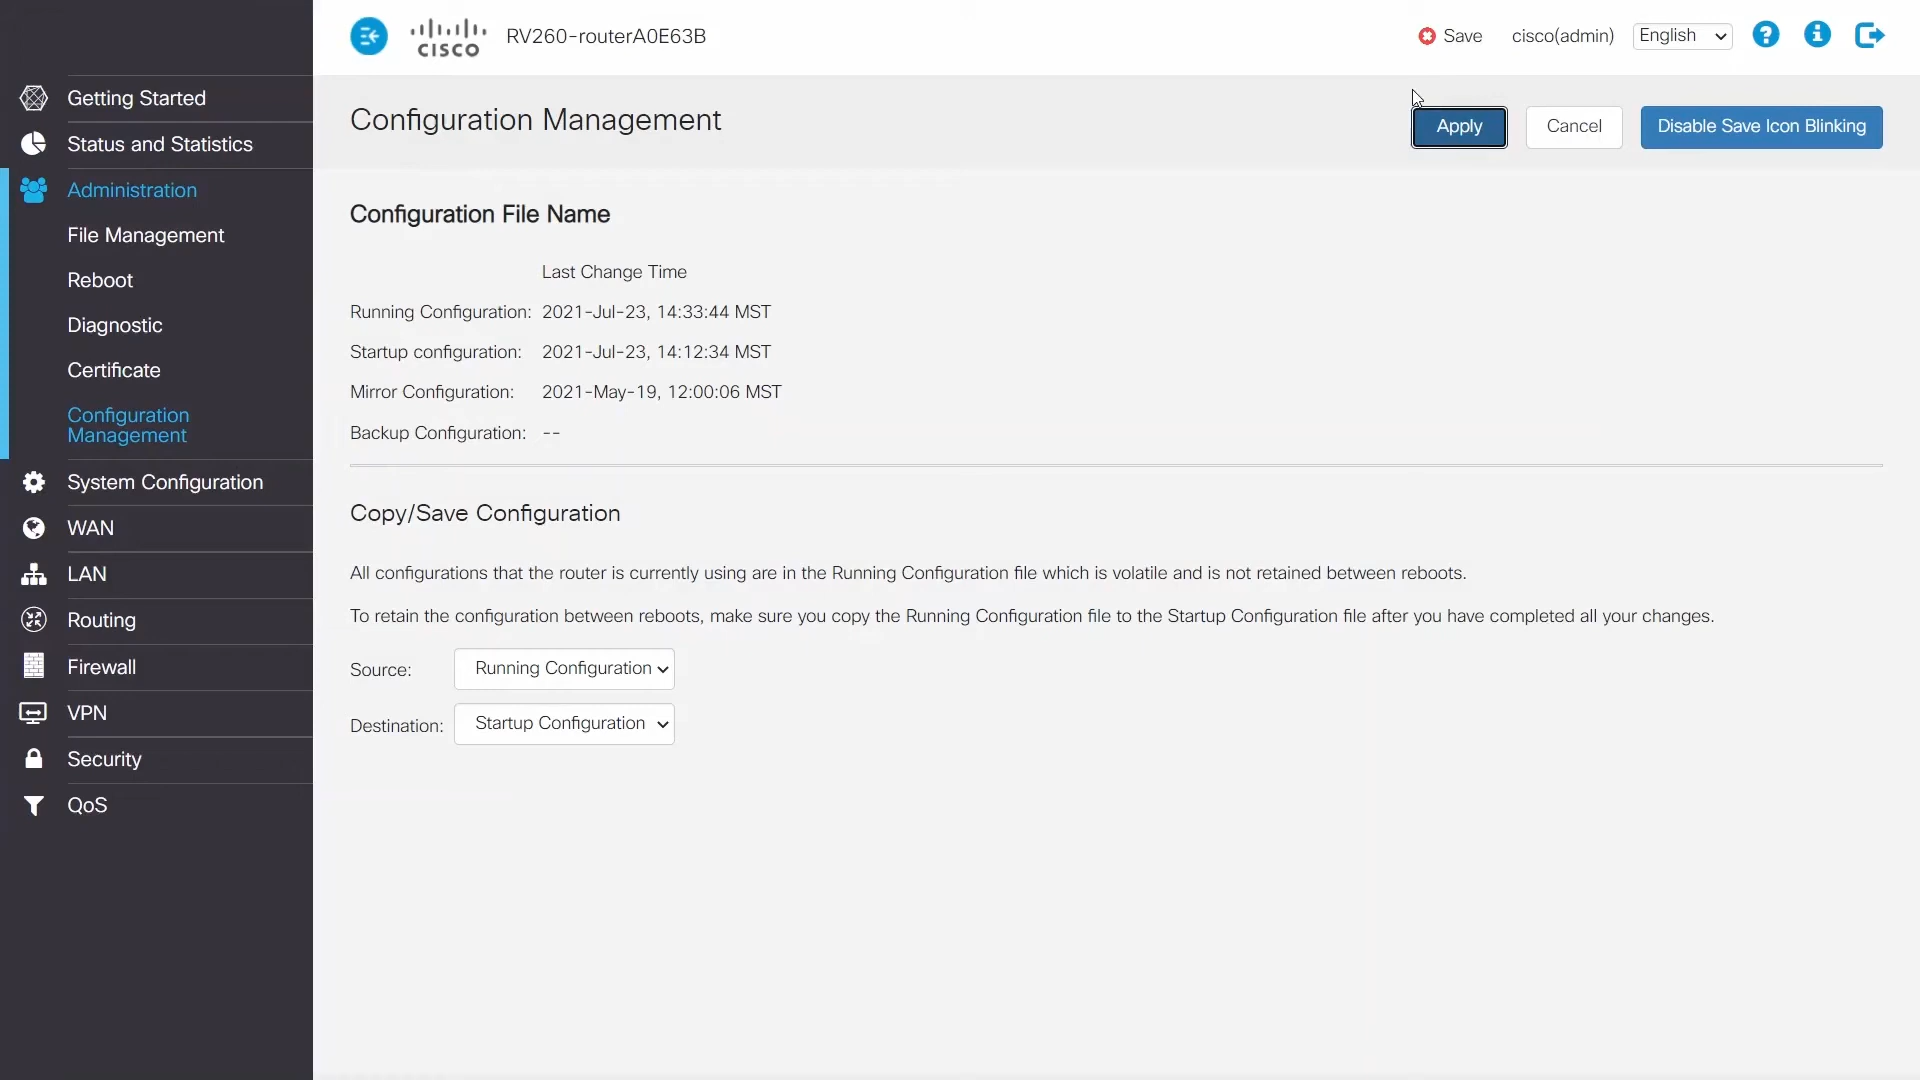 CISCO
RV260-routerA0E63B
Save
cisco(admin)
English
Getting Started
Status and Statistics
Administration
File Management
Reboot
Diagnostic
Certificate
Configuration
Management
System Configuration
WAN
LAN
Routing
Firewall
VPN
Security
QoS
Configuration Management
Apply
Cancel
Disable Save Icon Blinking
Configuration File Name
Last Change Time
Running Configuration: 2021-Jul-23, 14:33:44 MST
Startup configuration: 2021-Jul-23, 14:12:34 MST
Mirror Configuration: 2021-May-19, 12:00:06 MST
Backup Configuration: --
Copy/Save Configuration
All configurations that the router is currently using are in the Running Configuration file which is volatile and is not retained between reboots.
To retain the configuration between reboots, make sure you copy the Running Configuration file to the Startup Configuration file after you have completed all your changes.
Source: Running Configuration
Destination: Startup Configuration